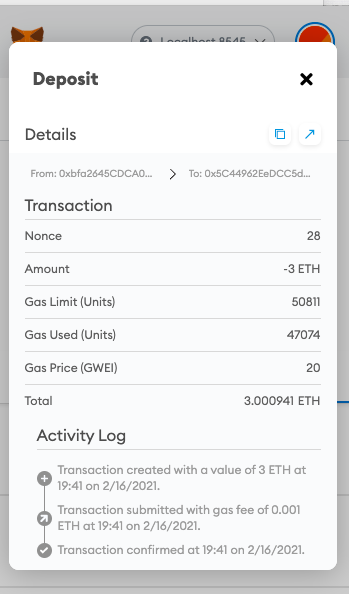 Localhost 8545
Deposit
Details
From: 0xbfa2645CDCA0... To: 0x5C44962EeDCC5d...
Transaction
Nonce 28
Amount -3 ETH
Gas Limit (Units) 50811
Gas Used (Units) 47074
Gas Price (GWEI) 20
Total 3.000941 ETH
Activity Log
Transaction created with a value of 3 ETH at
19:41 on 2/16/2021.
Transaction submitted with gas fee of 0.001
ETH at 19:41 on 2/16/2021.
Transaction confirmed at 19:41 on 2/16/2021.